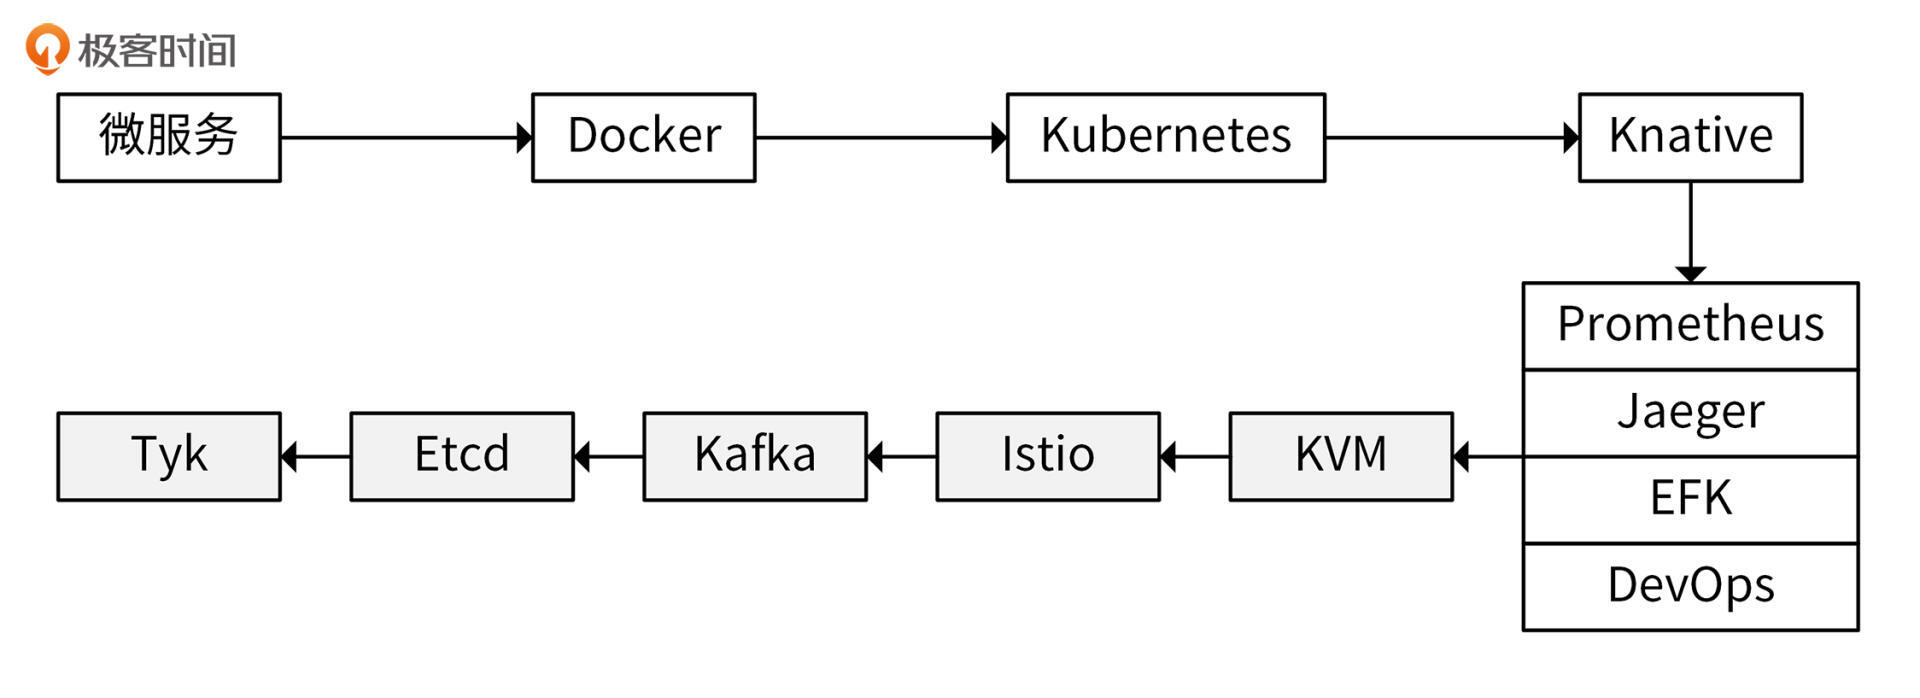 极客时间
微服务
Docker
Kubernetes
Knative
Prometheus
Jaeger
EFK
DevOps
KVM
Istio
Kafka
Etcd
Tyk